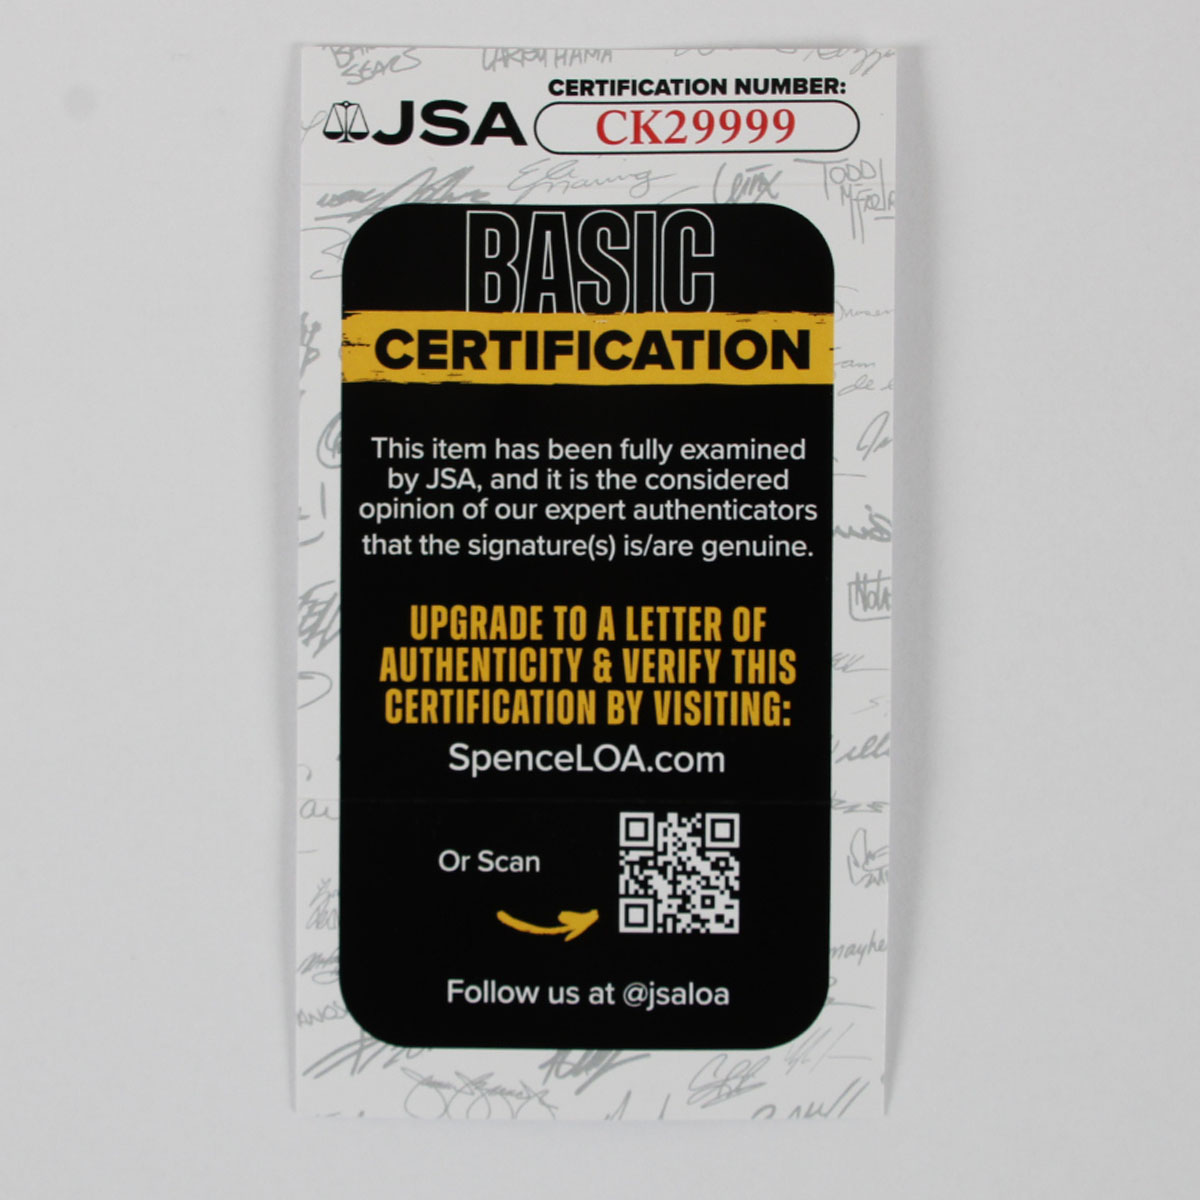 CERTIFICATION NUMBER:
JSA
CK29999
BASIC
CERTIFICATION
This item has been fully examined
by JSA, and it is the considered
opinion of our expert authenticators
that the signature(s) is/are genuine.
UPGRADE TO A LETTER OF
AUTHENTICITY & VERIFY THIS
CERTIFICATION BY VISITING:
SpenceLOA.com
Or Scan
Follow us at @jsaloa